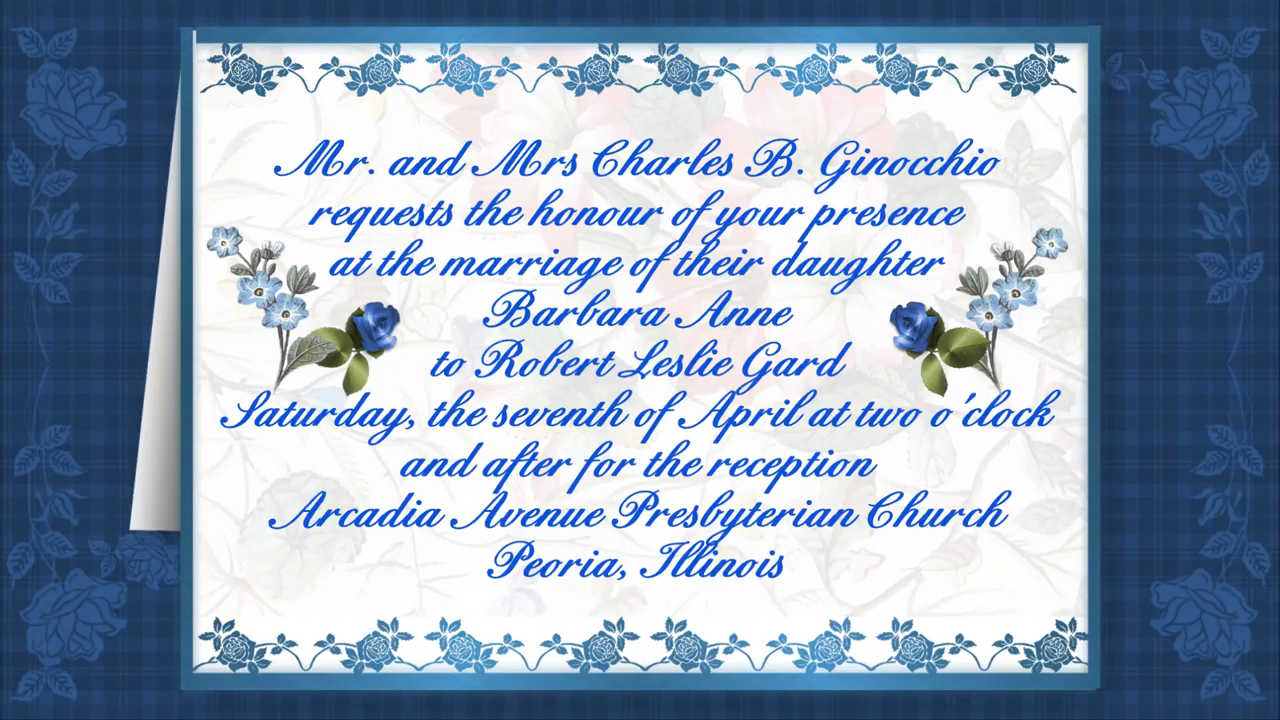 Mr. and Mrs Charles B. Ginocchio
requests the honour of your presence
at the marriage of their daughter
Barbara Anne
to Robert Leslie Gard
Saturday, the seventh of April at two o'clock
and after for the reception
Arcadia Avenue Presbyterian Church
Peoria, Illinois